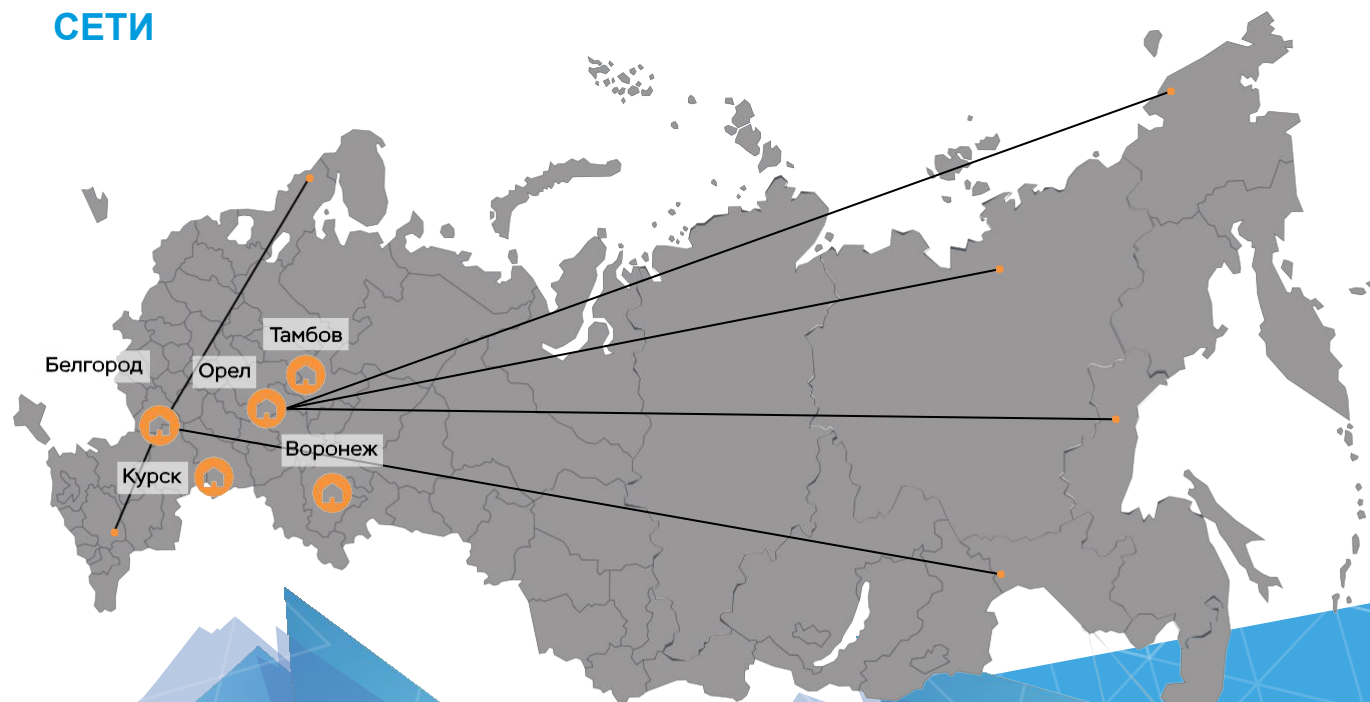 СЕТИ
Тамбов
Белгород
Орел
Воронеж
Курск